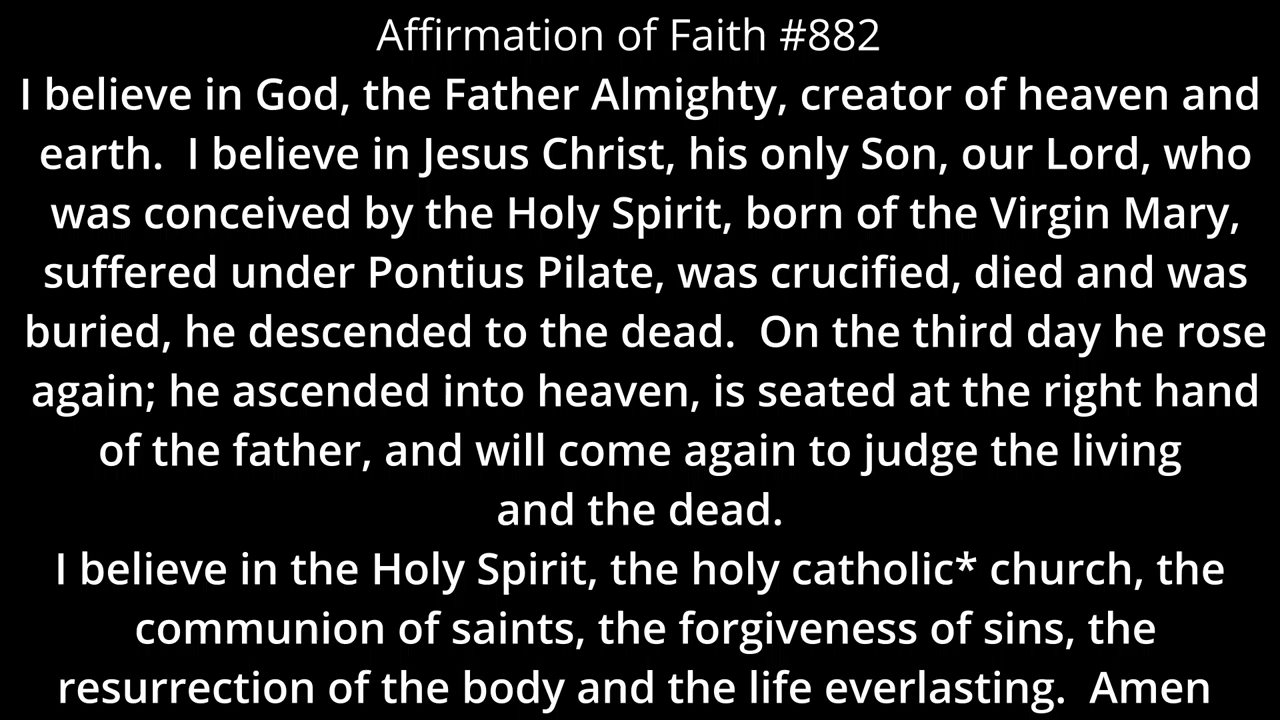 Affirmation of Faith #882
I believe in God, the Father Almighty, creator of heaven and
earth.  I believe in Jesus Christ, his only Son, our Lord, who
was conceived by the Holy Spirit, born of the Virgin Mary,
suffered under Pontius Pilate, was crucified, died and was
buried, he descended to the dead.  On the third day he rose
again; he ascended into heaven, is seated at the right hand
of the father, and will come again to judge the living
and the dead.
I believe in the Holy Spirit, the holy catholic* church, the
communion of saints, the forgiveness of sins, the
resurrection of the body and the life everlasting.  Amen